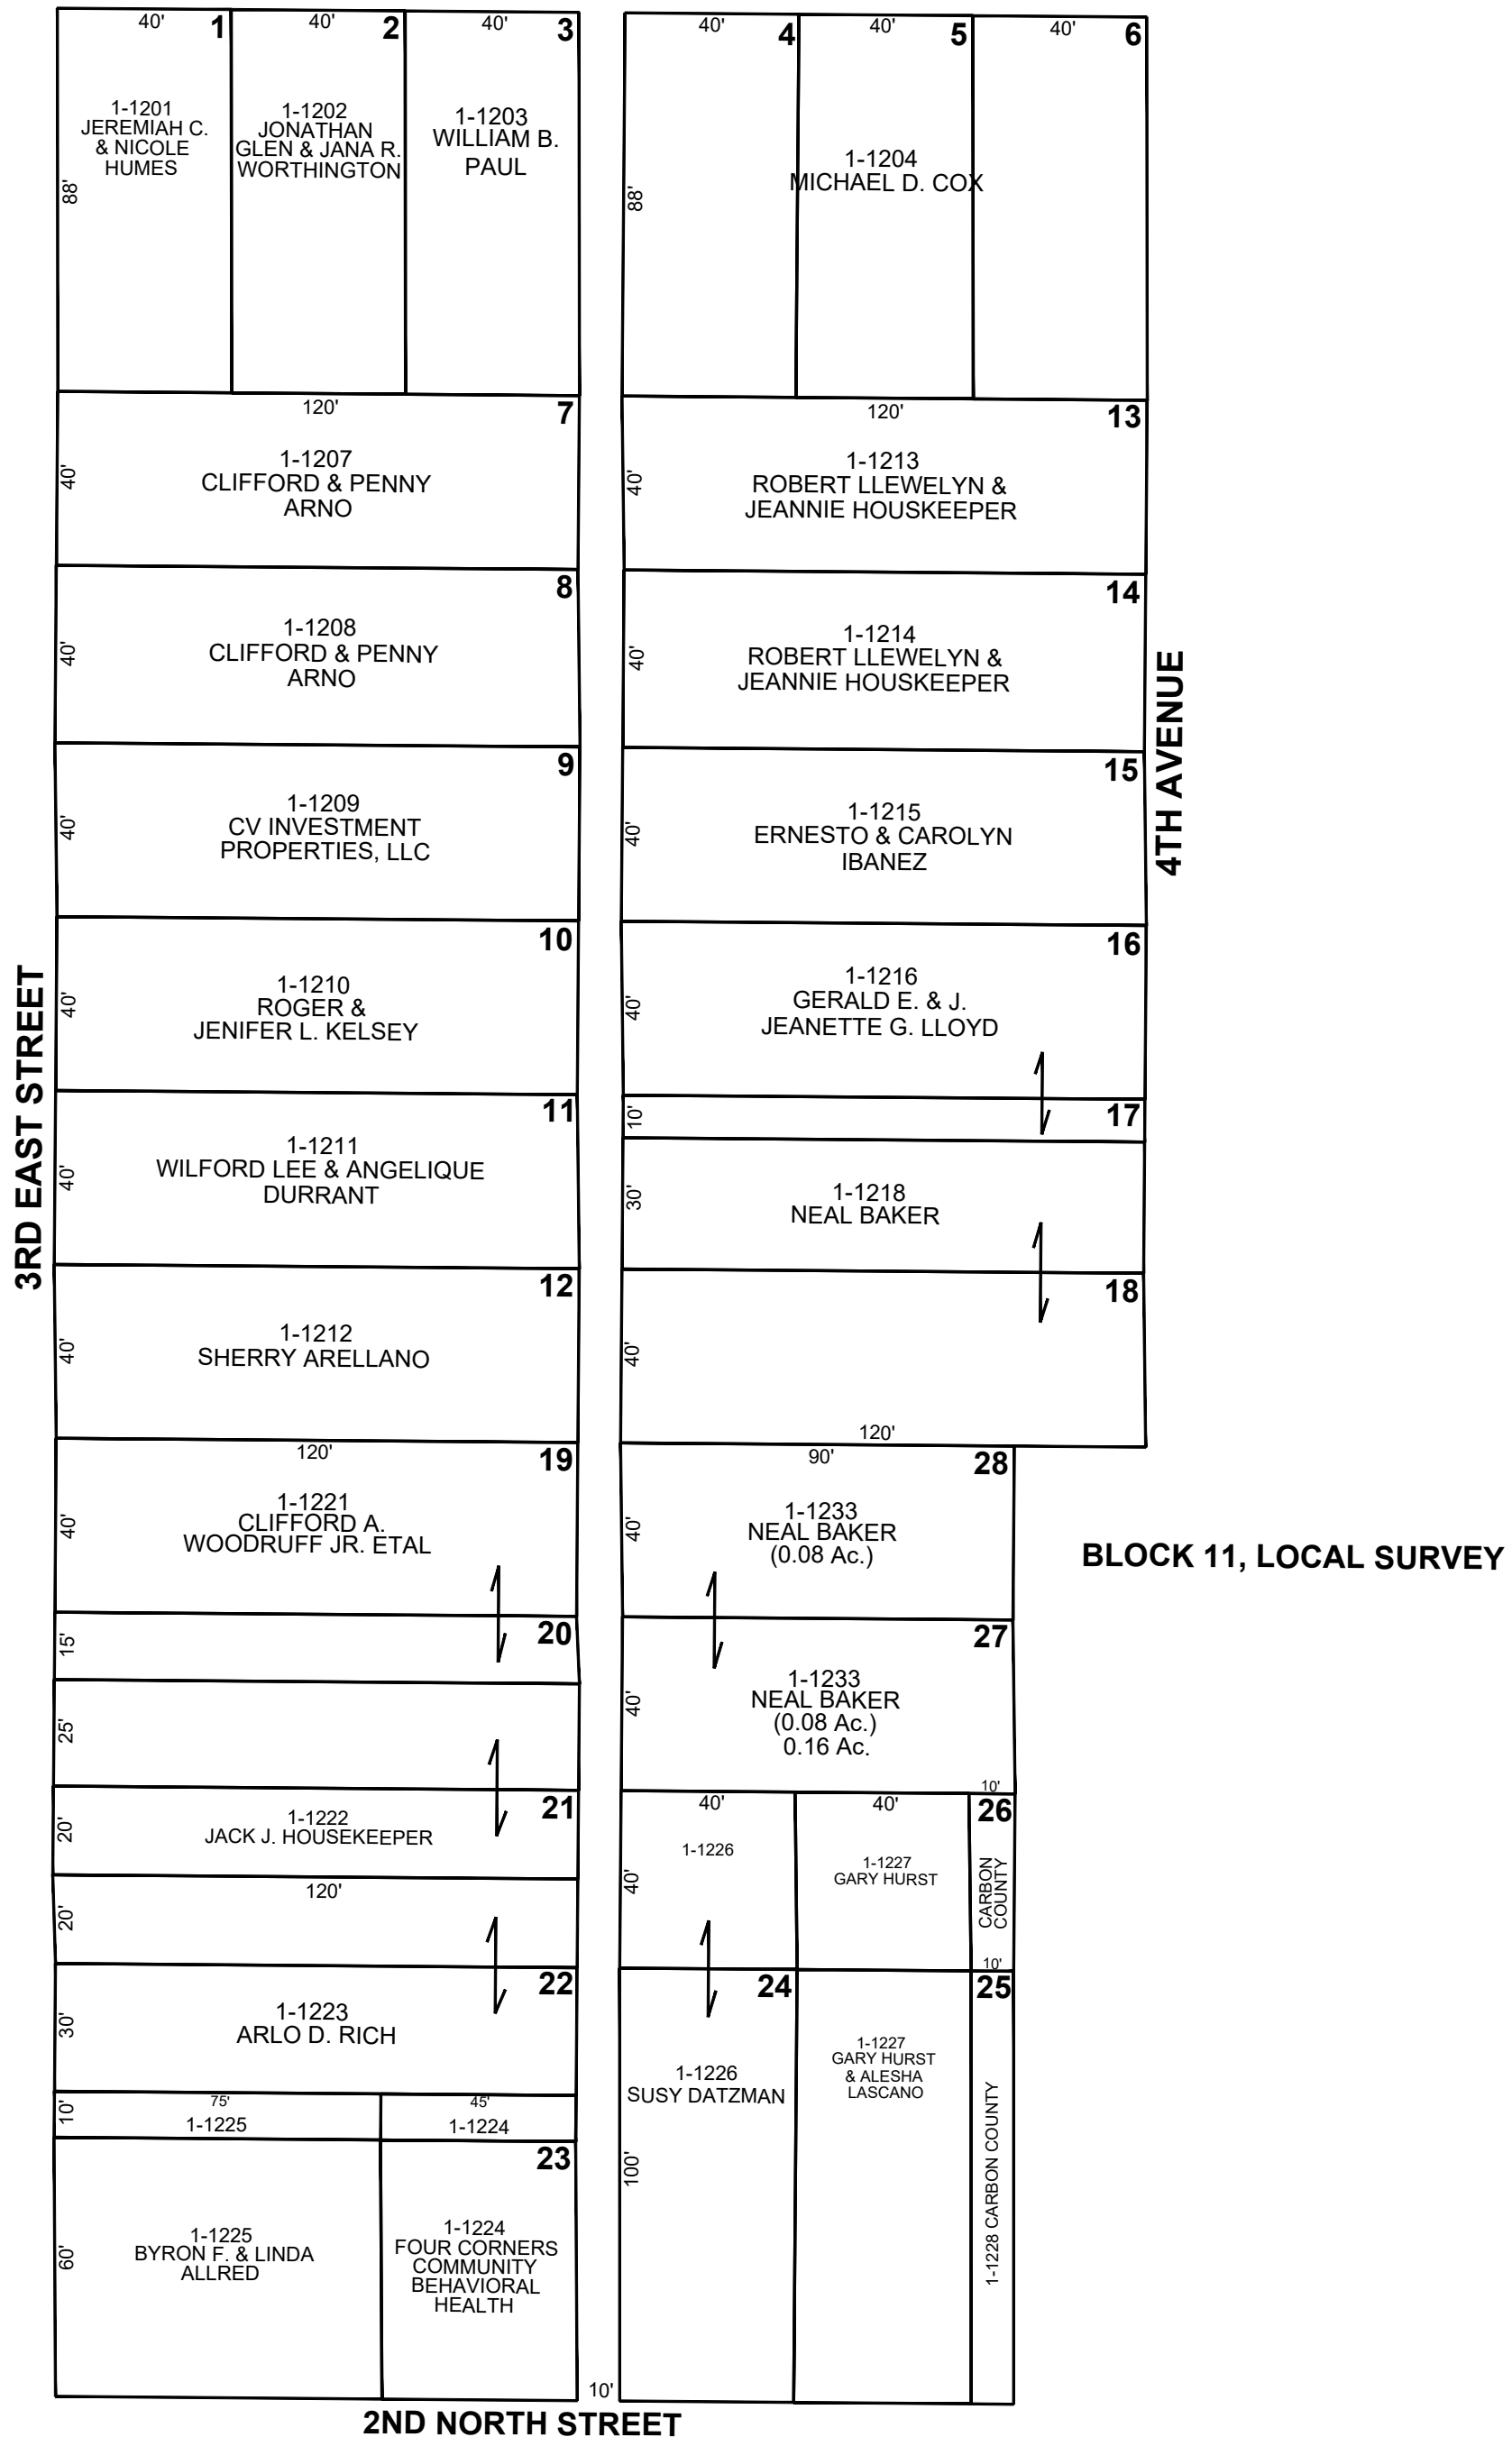 40' 1 40' 2 40' 3
1-1201
JEREMIAH C.
& NICOLE
HUMES
88'
1-1202
JONATHAN
GLEN & JANA R.
WORTHINGTON
1-1203
WILLIAM B.
PAUL
40' 4 40' 5 40' 6
88'
1-1204
MICHAEL D. COX
120' 7
40'
1-1207
CLIFFORD & PENNY
ARNO
120' 13
40'
1-1213
ROBERT LLEWELYN &
JEANNIE HOUSKEEPER
8
40'
1-1208
CLIFFORD & PENNY
ARNO
14
40'
1-1214
ROBERT LLEWELYN &
JEANNIE HOUSKEEPER
4TH AVENUE
9
40'
1-1209
CV INVESTMENT
PROPERTIES, LLC
15
40'
1-1215
ERNESTO & CAROLYN
IBANEZ
3RD EAST STREET
10
40'
1-1210
ROGER &
JENIFER L. KELSEY
16
40'
1-1216
GERALD E. & J.
JEANETTE G. LLOYD
11
40'
1-1211
WILFORD LEE & ANGELIQUE
DURRANT
10' 17
30'
1-1218
NEAL BAKER
12
40'
1-1212
SHERRY ARELLANO
18
40'
120'
120' 19
40'
1-1221
CLIFFORD A.
WOODRUFF JR. ETAL
90' 28
40'
1-1233
NEAL BAKER
(0.08 Ac.)
BLOCK 11, LOCAL SURVEY
15' 20
25'
27
40'
1-1233
NEAL BAKER
(0.08 Ac.)
0.16 Ac.
10'
20' 21
1-1222
JACK J. HOUSEKEEPER
120'
20'
40' 40' 26
40'
1-1226
1-1227
GARY HURST
CARBON
COUNTY
10'
22
30'
1-1223
ARLO D. RICH
24 25
1-1226
SUSY DATZMAN
100'
1-1227
GARY HURST
& ALESHA
LASCANO
1-1228 CARBON COUNTY
75' 45'
10'
1-1225 1-1224
23
60'
1-1225
BYRON F. & LINDA
ALLRED
1-1224
FOUR CORNERS
COMMUNITY
BEHAVIORAL
HEALTH
10'
2ND NORTH STREET